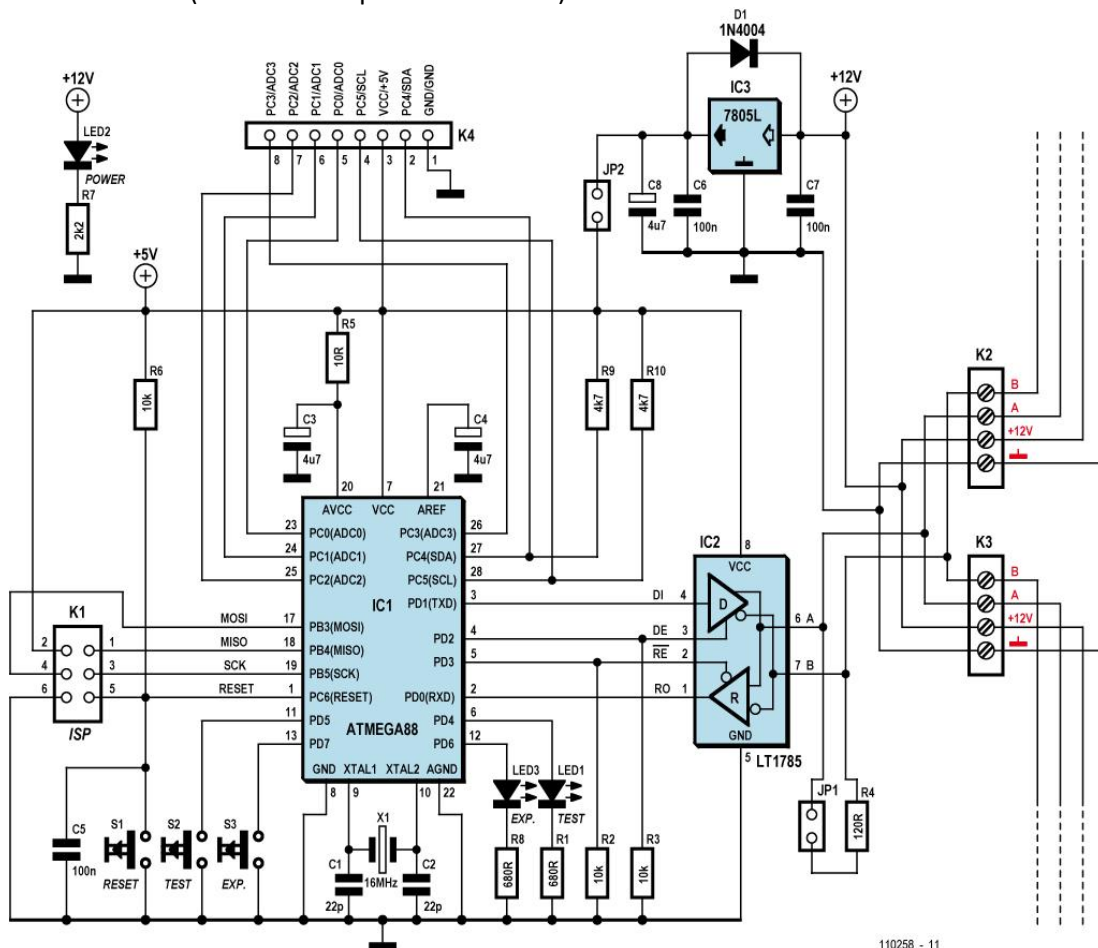 D1
1N4004
+12V
LED2
POWER
R7
2k2
+5V
PC3/ADC3
PC2/ADC2
PC1/ADC1
PC0/ADC0
PC5/SCL
VCC/+5V
PC4/SDA
GND/GND
K4
8 7 6 5 4 3 2 1
IC3
7805L
+12V
JP2
C8
4u7
C6
100n
C7
100n
R5
10R
R6
10k
R9
4k7
R10
4k7
C3
4u7
C4
4u7
K2
B
A
+12V
K3
B
A
+12V
20 7 21
AVCC VCC AREF
23 PC0(ADC0)
24 PC1(ADC1)
25 PC2(ADC2)
PC3(ADC3) 26
PC4(SDA) 27
PC5(SCL) 28
IC1
PD1(TXD) 3
MOSI 17 PB3(MOSI)
MISO 18 PB4(MISO)
SCK 19 PB5(SCK)
RESET 1 PC6(RESET)
PD2 4
PD3 5
PD0(RXD) 2
11 PD5
13 PD7
PD4 6
PD6 12
ATMEGA88
GND XTAL1 XTAL2 AGND
8 9 10 22
K1
2 1
4 3
6 5
ISP
IC2
8
VCC
DI 4
D
DE 3
RE 2
RO 1
R
6 A
7 B
GND
5
LT1785
LED3
EXP.
LED1
TEST
R8
680R
R1
680R
R2
10k
R3
10k
JP1
R4
120R
C5
100n
S1
RESET
S2
TEST
S3
EXP.
X1
16MHz
C1
22p
C2
22p
110258 - 11